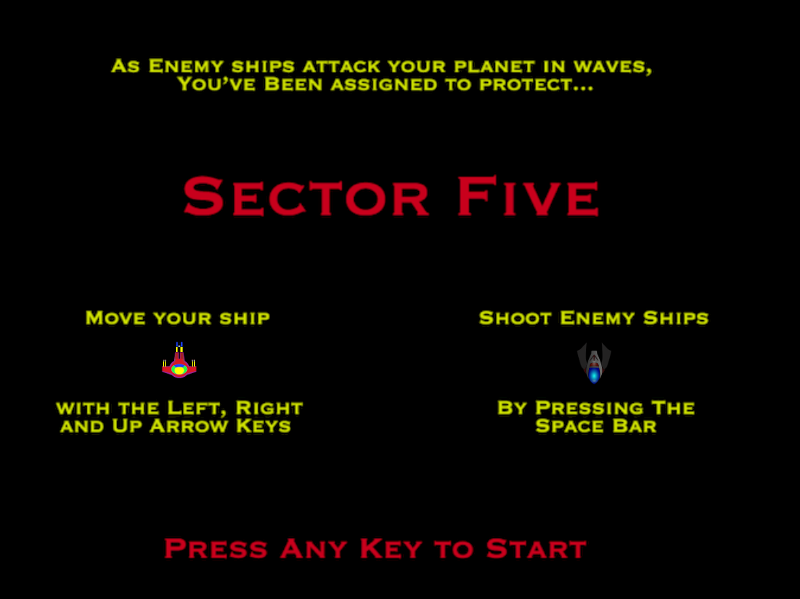 As Enemy ships attack your planet in waves,
You've Been assigned to protect...
Sector Five
Move your ship
with the Left, Right
and Up Arrow Keys
Shoot Enemy Ships
By Pressing The
Space Bar
Press Any Key to Start